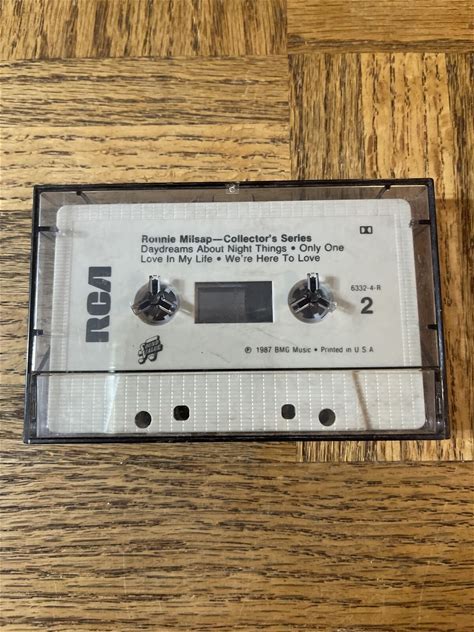 Ronnie Milsap—Collector's Series
Daydreams About Night Things • Only One
Love In My Life • We're Here To Love
RCA
6332-4-R
2
℗ 1987 BMG Music • Printed in U S A